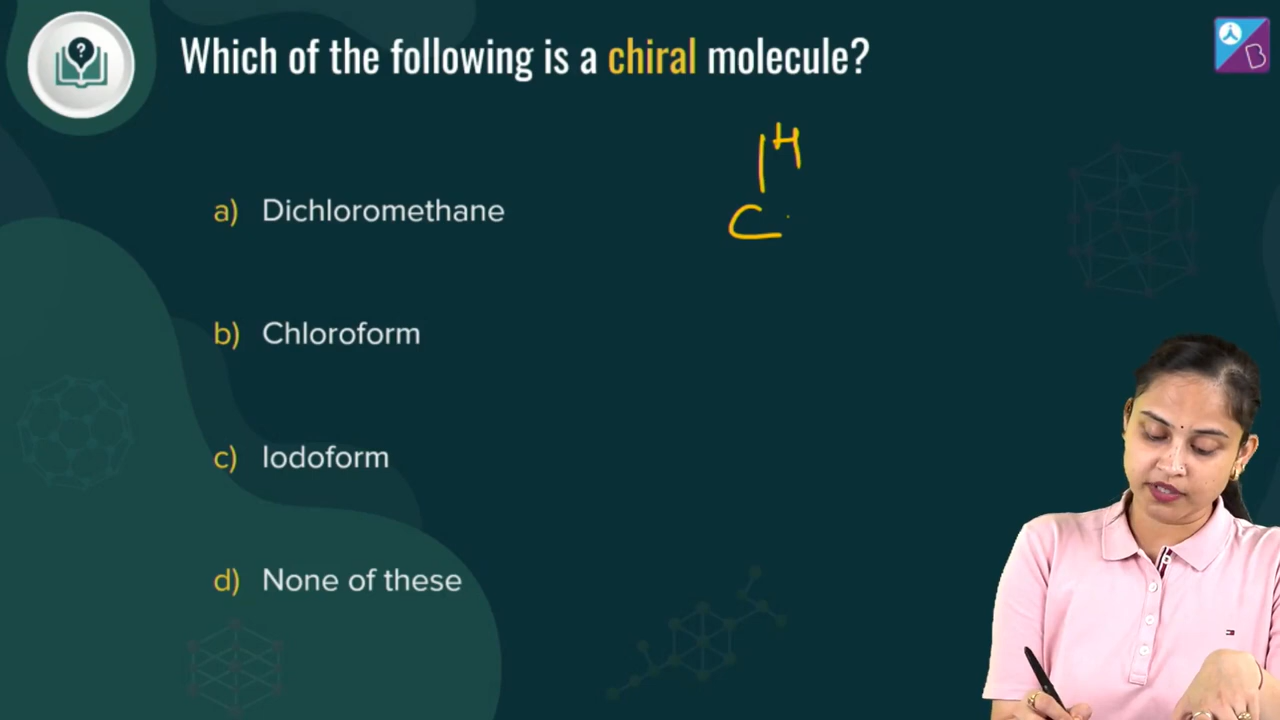 Which of the following is a chiral molecule?
H
C
a) Dichloromethane
b) Chloroform
c) Iodoform
d) None of these
?
B